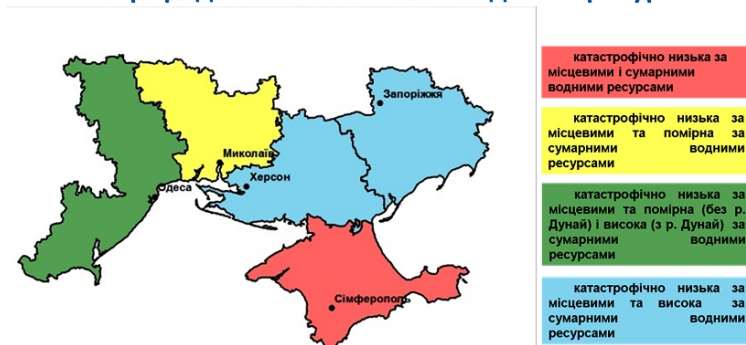 Запоріжжя
Миколаїв
Херсон
Одеса
Сімферополь
катастрофічно низька за
місцевими і сумарними
водними ресурсами
катастрофічно низька за
місцевими та помірна за
сумарними водними
ресурсами
катастрофічно низька за
місцевими та помірна (без р.
Дунай) і висока (з р. Дунай) за
сумарними водними
ресурсами
катастрофічно низька за
місцевими та висока за
сумарними водними
ресурсами